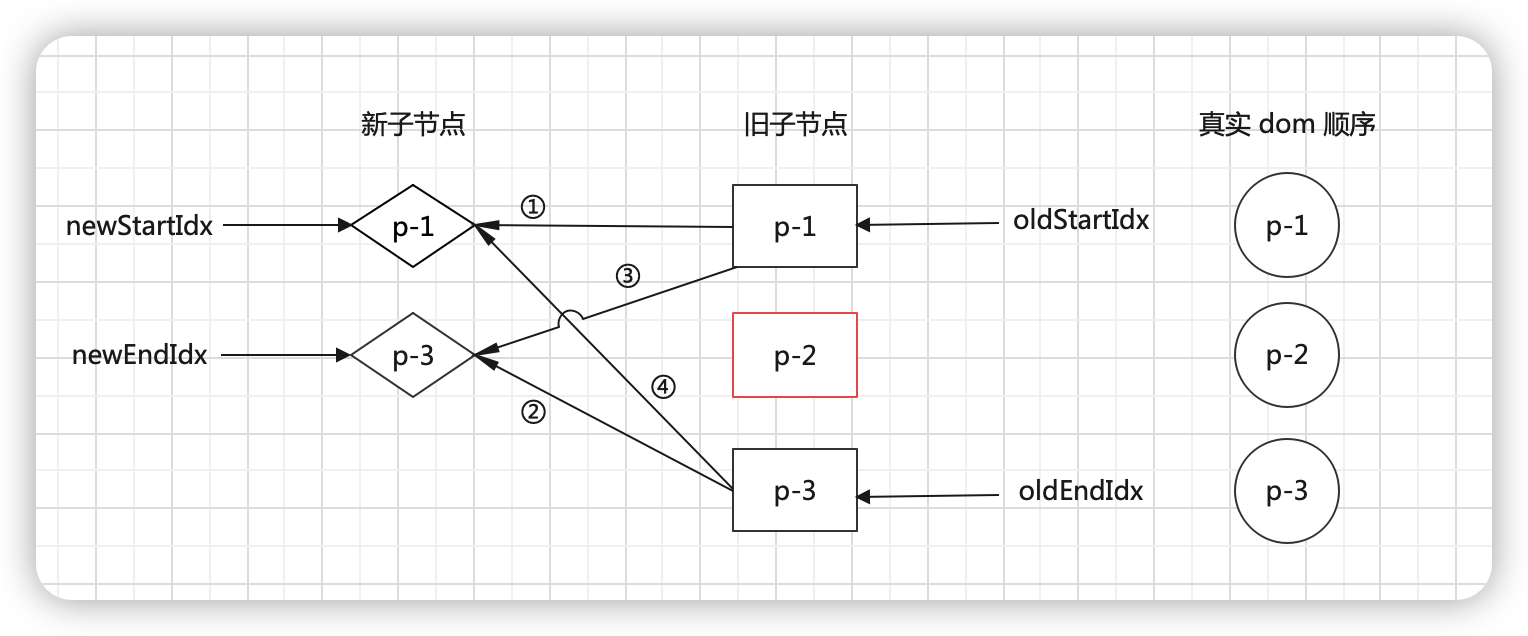 新子节点
旧子节点
真实 dom 顺序
newStartIdx
p-1
①
p-1
oldStartIdx
p-1
③
newEndIdx
p-3
p-2
p-2
④
②
p-3
oldEndIdx
p-3